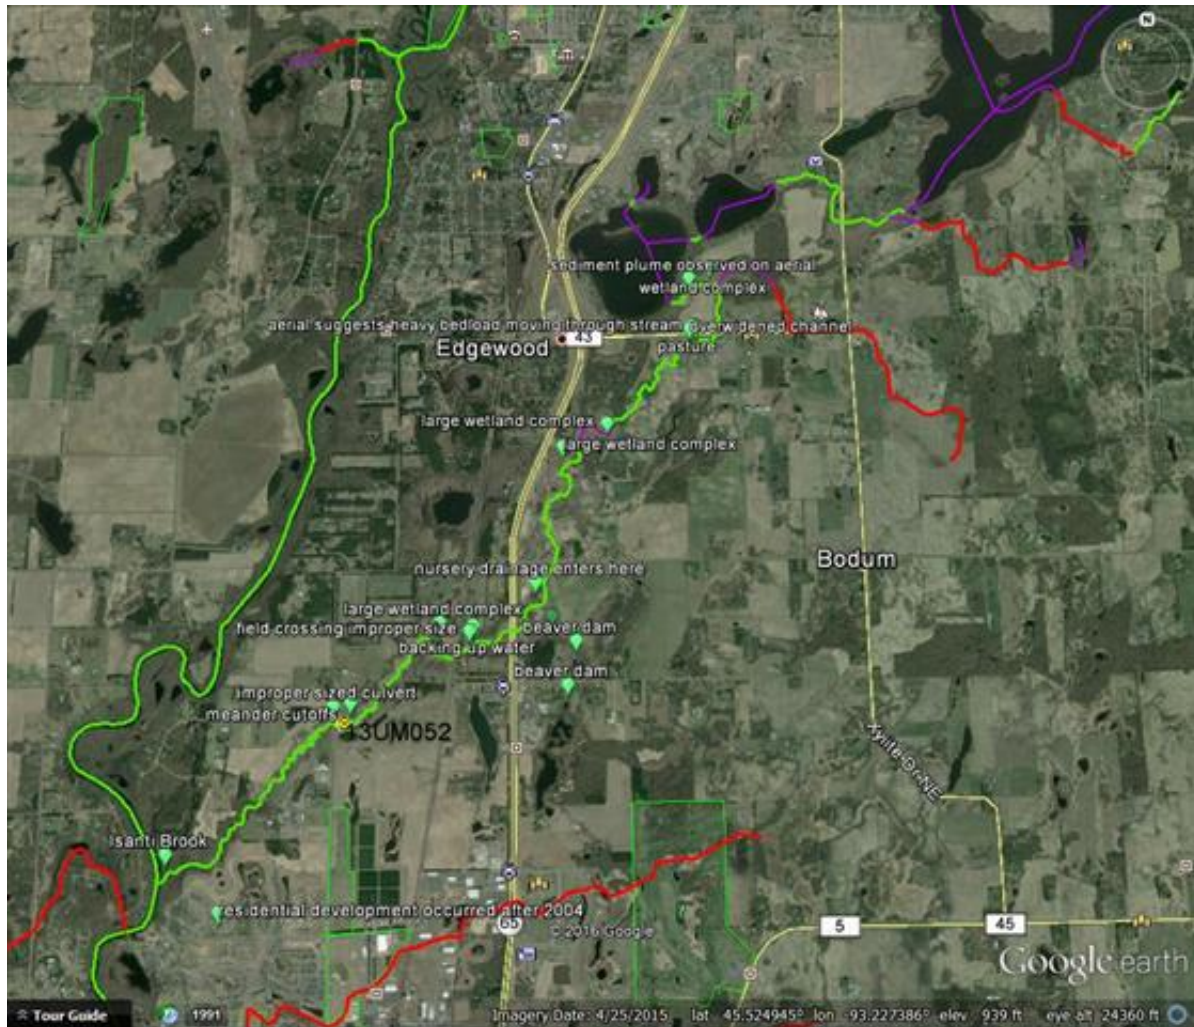 N
sediment plume observed on aerial
wetland complex
aerial suggests heavy bedload moving through stream
overwidened channel
43
Edgewood
pasture
large wetland complex
large wetland complex
Bodum
nursery drainage enters here
large wetland complex
field crossing improper size
beaver dam
backing up water
beaver dam
improper sized culvert
meander cutoffs
13UM052
Xylite Dr NE
Isanti Brook
residential development occurred after 2004
65
© 2016 Google
5
45
Google earth
Tour Guide
1991
Imagery Date: 4/25/2015 lat 45.524945° lon -93.227386° elev 939 ft eye alt 24360 ft